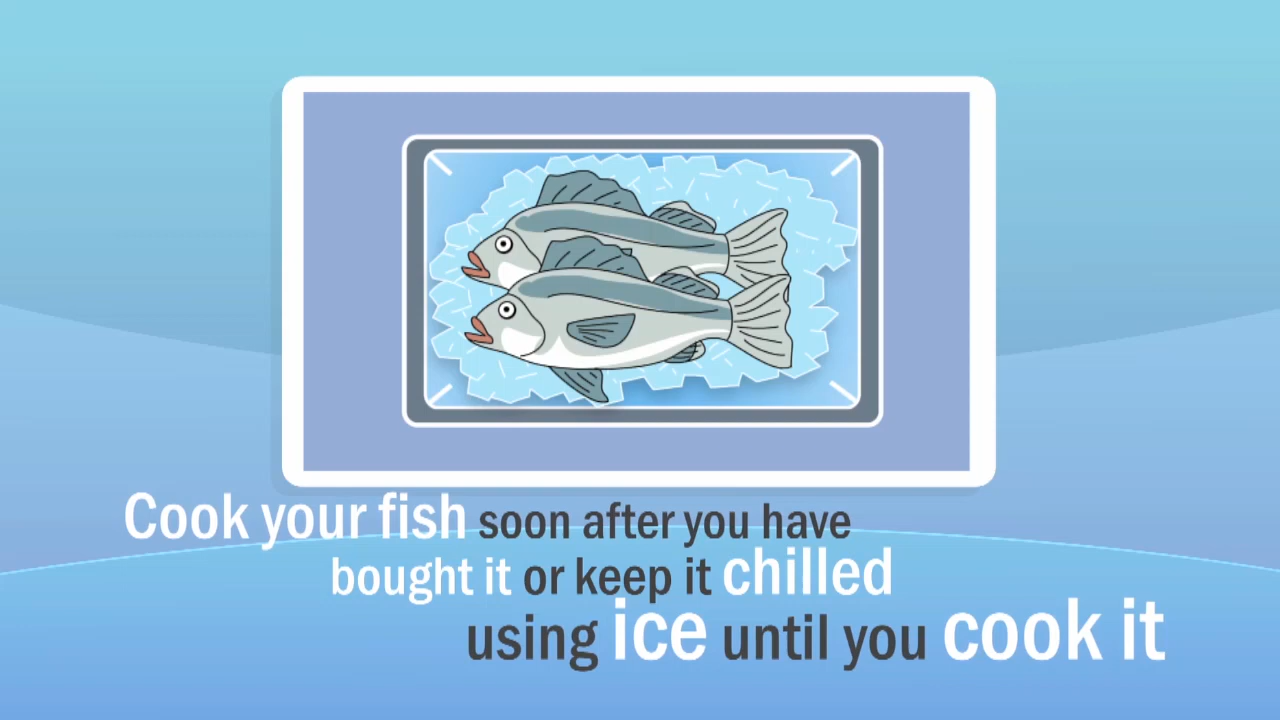 Cook your fish soon after you have
bought it or keep it chilled
using ice until you cook it